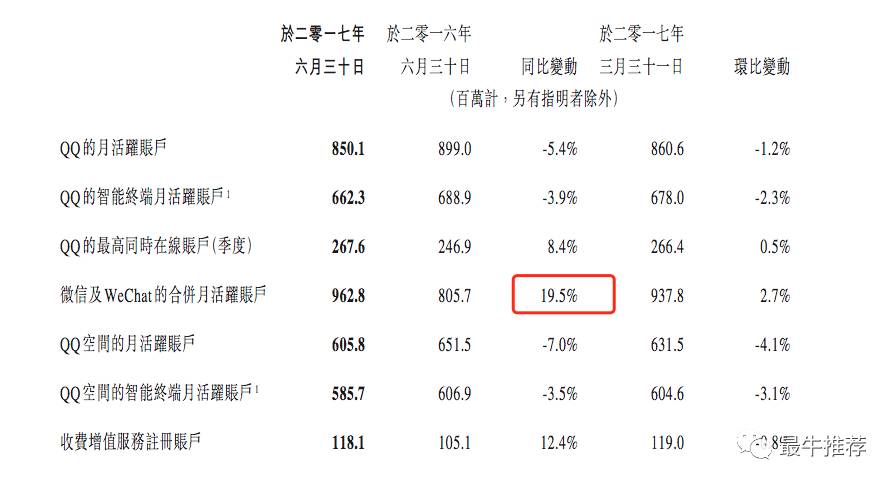 於二零一七年 於二零一六年 於二零一七年
六月三十日 六月三十日 同比變動 三月三十一日 環比變動
(百萬計，另有指明者除外)
QQ的月活躍賬戶 850.1 899.0 -5.4% 860.6 -1.2%
QQ的智能終端月活躍賬戶¹ 662.3 688.9 -3.9% 678.0 -2.3%
QQ的最高同時在線賬戶(季度) 267.6 246.9 8.4% 266.4 0.5%
微信及WeChat的合併月活躍賬戶 962.8 805.7 19.5% 937.8 2.7%
QQ空間的月活躍賬戶 605.8 651.5 -7.0% 631.5 -4.1%
QQ空間的智能終端月活躍賬戶¹ 585.7 606.9 -3.5% 604.6 -3.1%
收費增值服務註冊賬戶 118.1 105.1 12.4% 119.0
最牛推荐